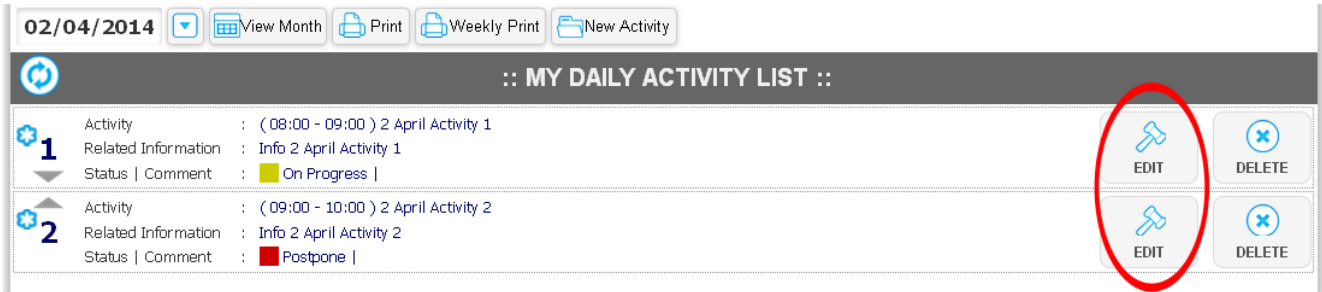 02/04/2014 View Month Print Weekly Print New Activity
:: MY DAILY ACTIVITY LIST ::
1
Activity : ( 08:00 - 09:00 ) 2 April Activity 1
Related Information : Info 2 April Activity 1
Status | Comment : On Progress |
EDIT DELETE
2
Activity : ( 09:00 - 10:00 ) 2 April Activity 2
Related Information : Info 2 April Activity 2
Status | Comment : Postpone |
EDIT DELETE